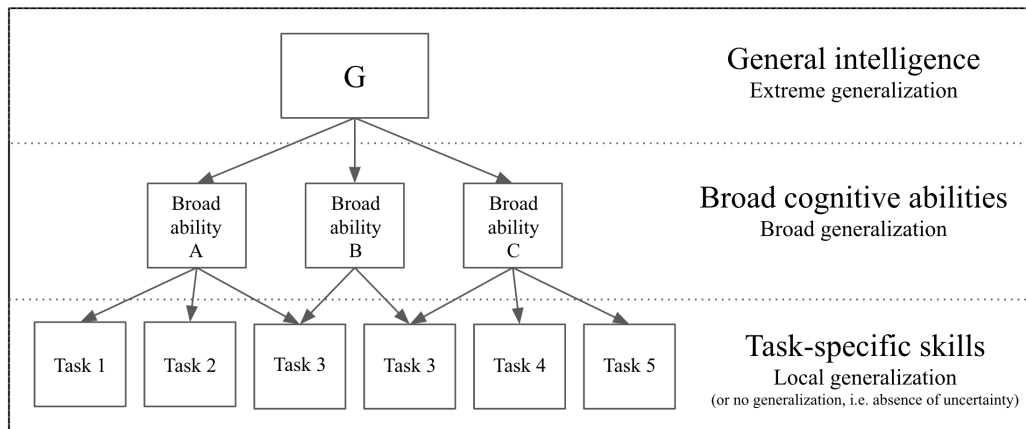 G
General intelligence
Extreme generalization
Broad
ability
A
Broad
ability
B
Broad
ability
C
Broad cognitive abilities
Broad generalization
Task 1
Task 2
Task 3
Task 3
Task 4
Task 5
Task-specific skills
Local generalization
(or no generalization, i.e. absence of uncertainty)